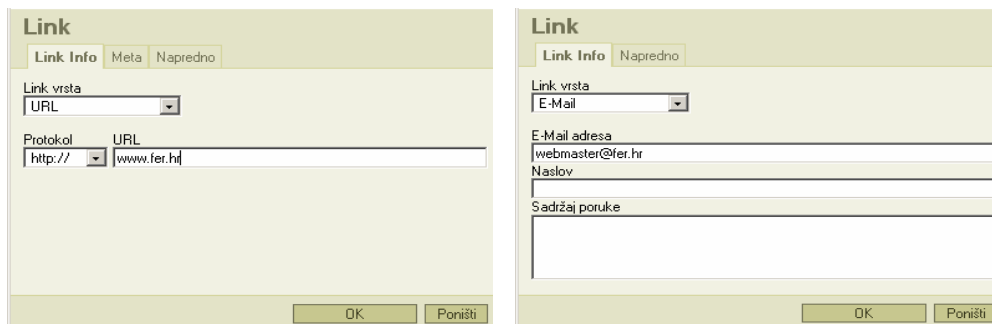 Link
Link Info Meta Napredno
Link vrsta
URL
Protokol URL
http:// www.fer.hr
OK Poništi
Link
Link Info Napredno
Link vrsta
E-Mail
E-Mail adresa
webmaster@fer.hr
Naslov
Sadržaj poruke
OK Poništi